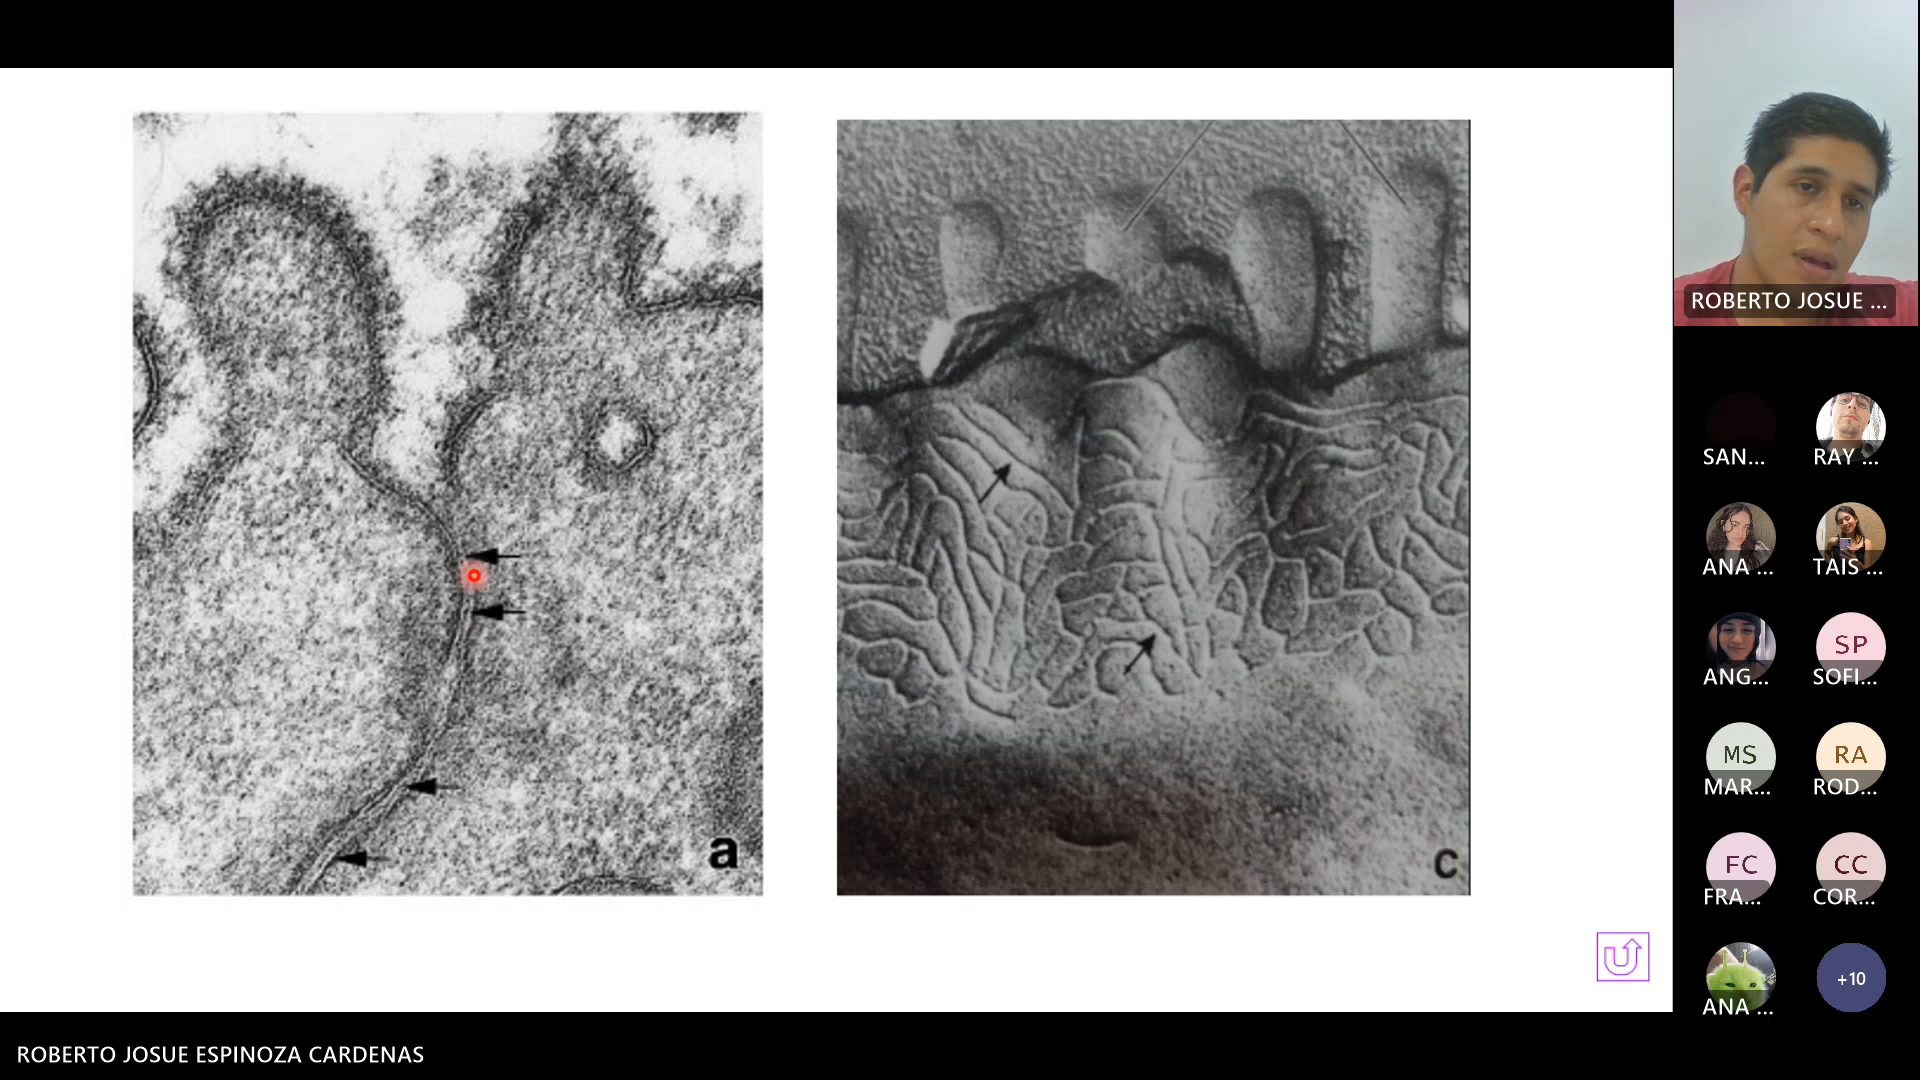 a
c
ROBERTO JOSUE ...
SAN...
RAY ...
ANA ...
TAIS ...
ANG...
SP
SOFI...
MS
MAR...
RA
ROD...
FC
FRA...
CC
COR...
ANA ...
+10
ROBERTO JOSUE ESPINOZA CARDENAS